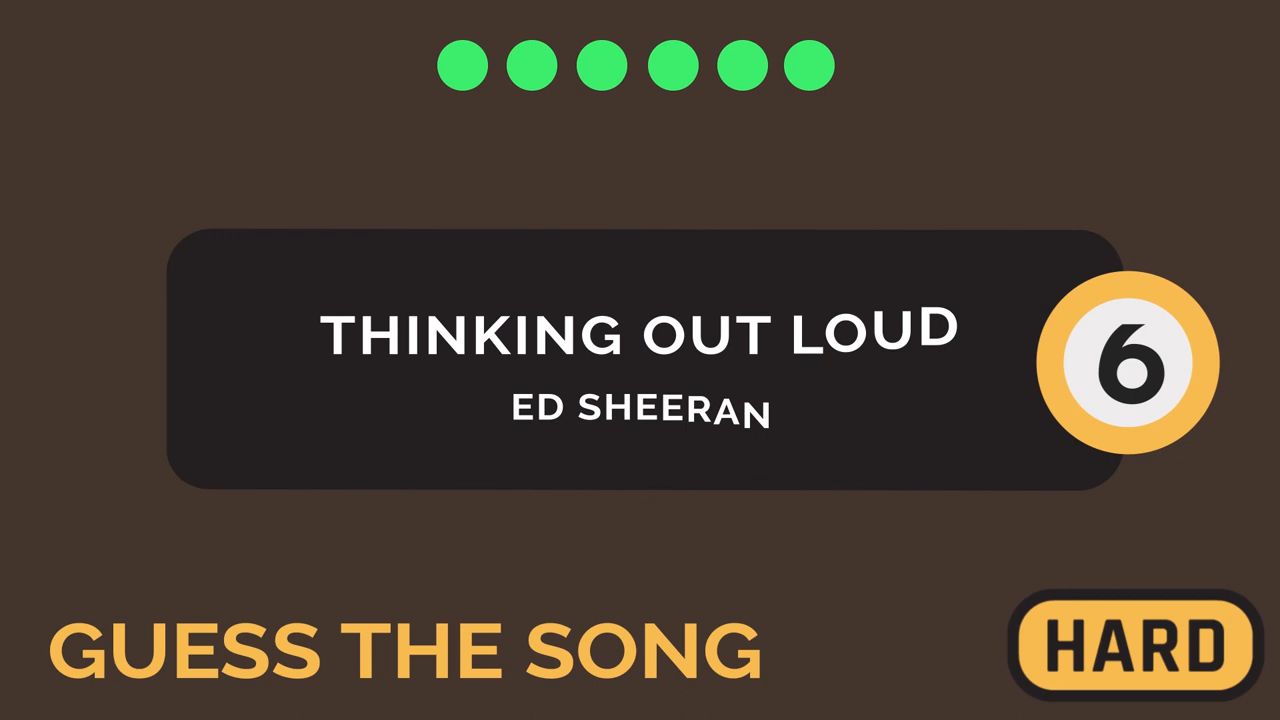 THINKING OUT LOUD
ED SHEERAN
6
GUESS THE SONG
HARD